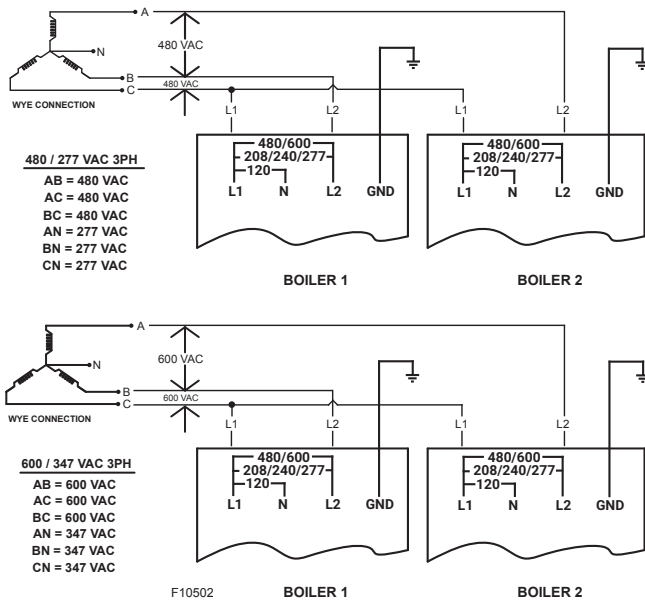 A
480 VAC
N
B
480 VAC
C
WYE CONNECTION
L1
L2
L1
L2
480 / 277 VAC 3PH
AB = 480 VAC
AC = 480 VAC
BC = 480 VAC
AN = 277 VAC
BN = 277 VAC
CN = 277 VAC
480/600
208/240/277
120
L1 N L2 GND
BOILER 1
480/600
208/240/277
120
L1 N L2 GND
BOILER 2
A
600 VAC
N
B
600 VAC
C
WYE CONNECTION
L1
L2
L1
L2
600 / 347 VAC 3PH
AB = 600 VAC
AC = 600 VAC
BC = 600 VAC
AN = 347 VAC
BN = 347 VAC
CN = 347 VAC
480/600
208/240/277
120
L1 N L2 GND
BOILER 1
480/600
208/240/277
120
L1 N L2 GND
BOILER 2
F10502